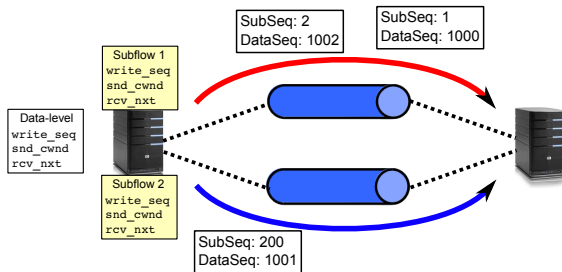 SubSeq: 2
DataSeq: 1002
SubSeq: 1
DataSeq: 1000
Subflow 1
write_seq
snd_cwnd
rcv_nxt
Data-level
write_seq
snd_cwnd
rcv_nxt
Subflow 2
write_seq
snd_cwnd
rcv_nxt
SubSeq: 200
DataSeq: 1001